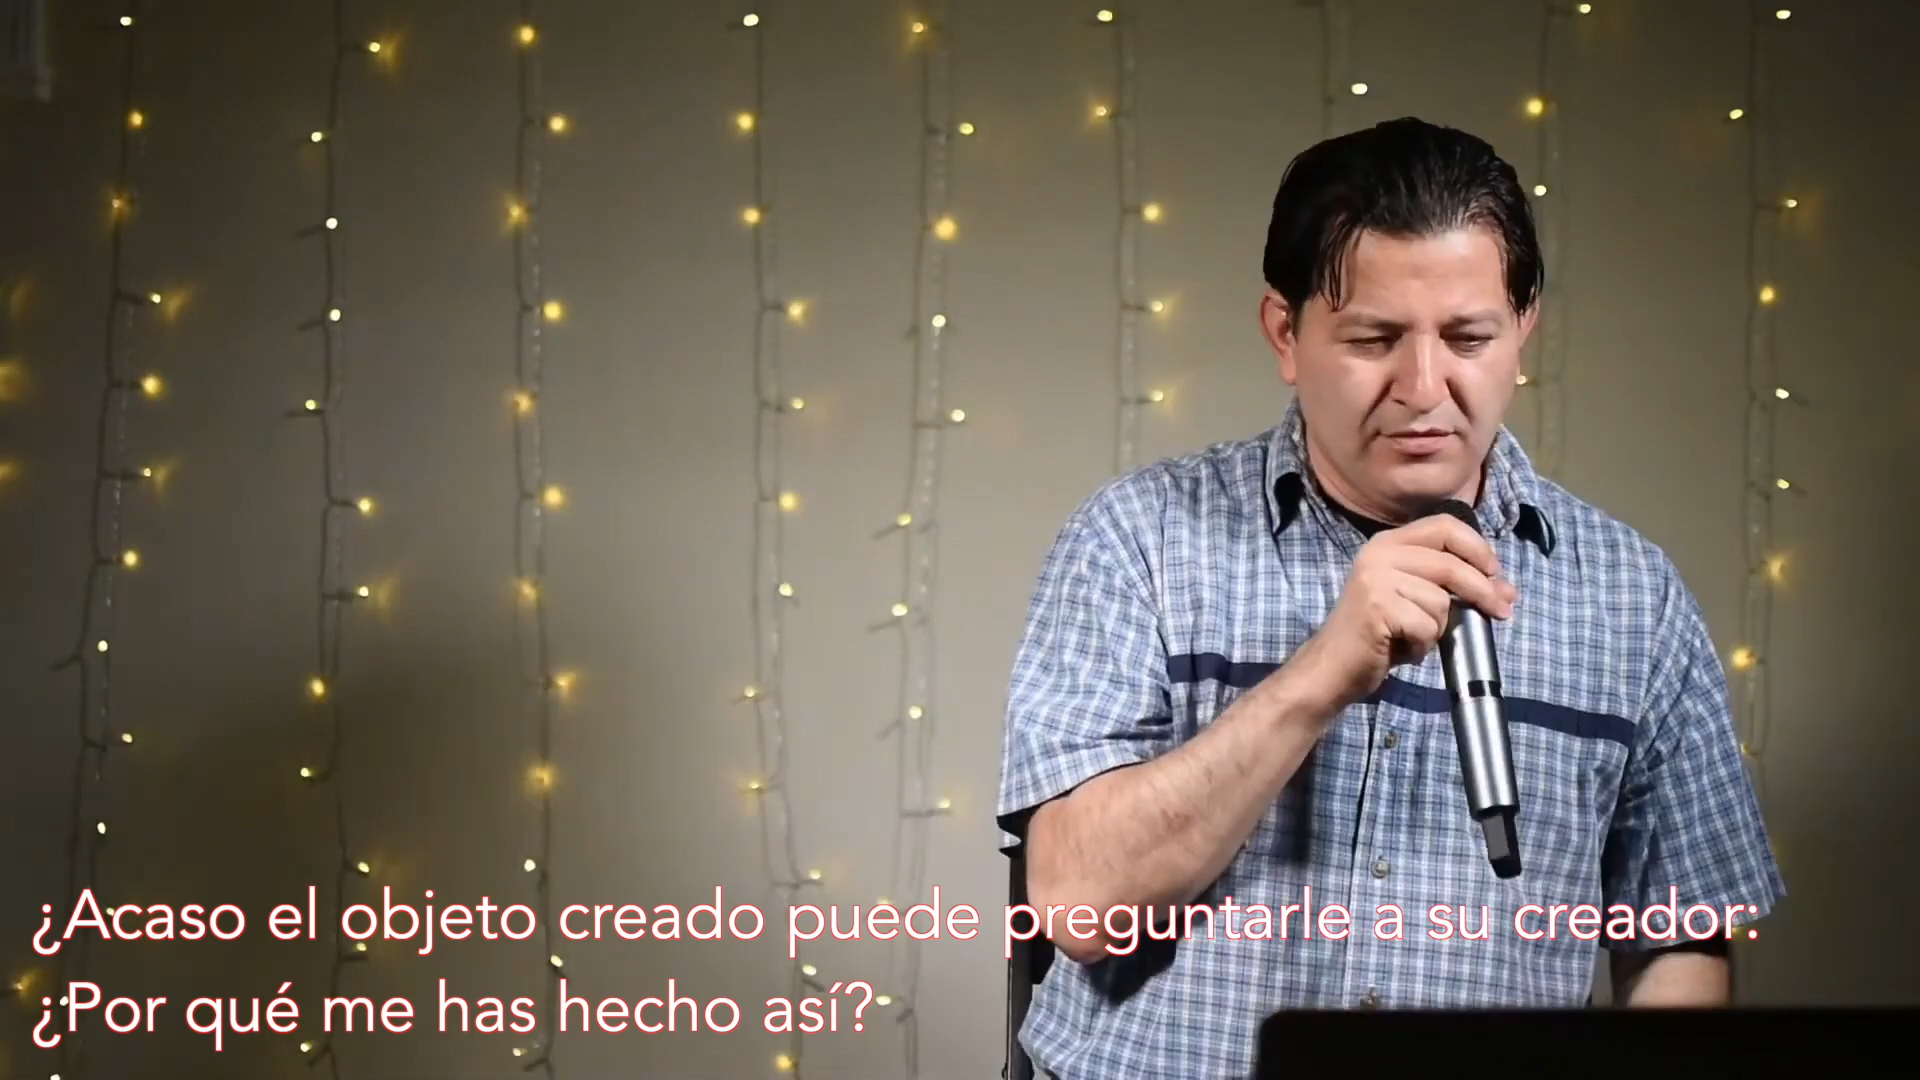 ¿Acaso el objeto creado puede preguntarle a su creador:
¿Por qué me has hecho así?